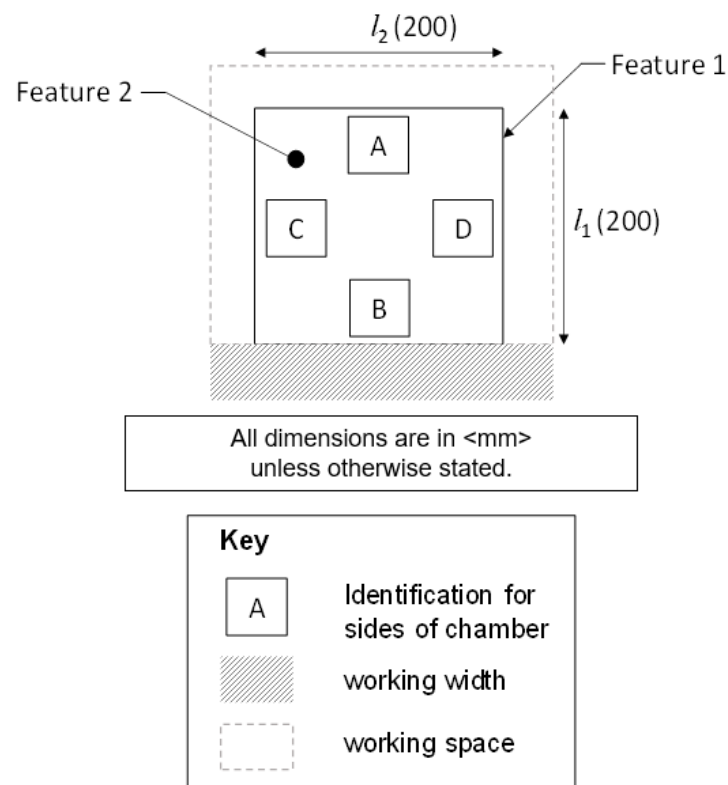 l₂ (200)
Feature 1
Feature 2
A
C
D
l₁ (200)
B
All dimensions are in <mm>
unless otherwise stated.
Key
A
Identification for
sides of chamber
working width
working space